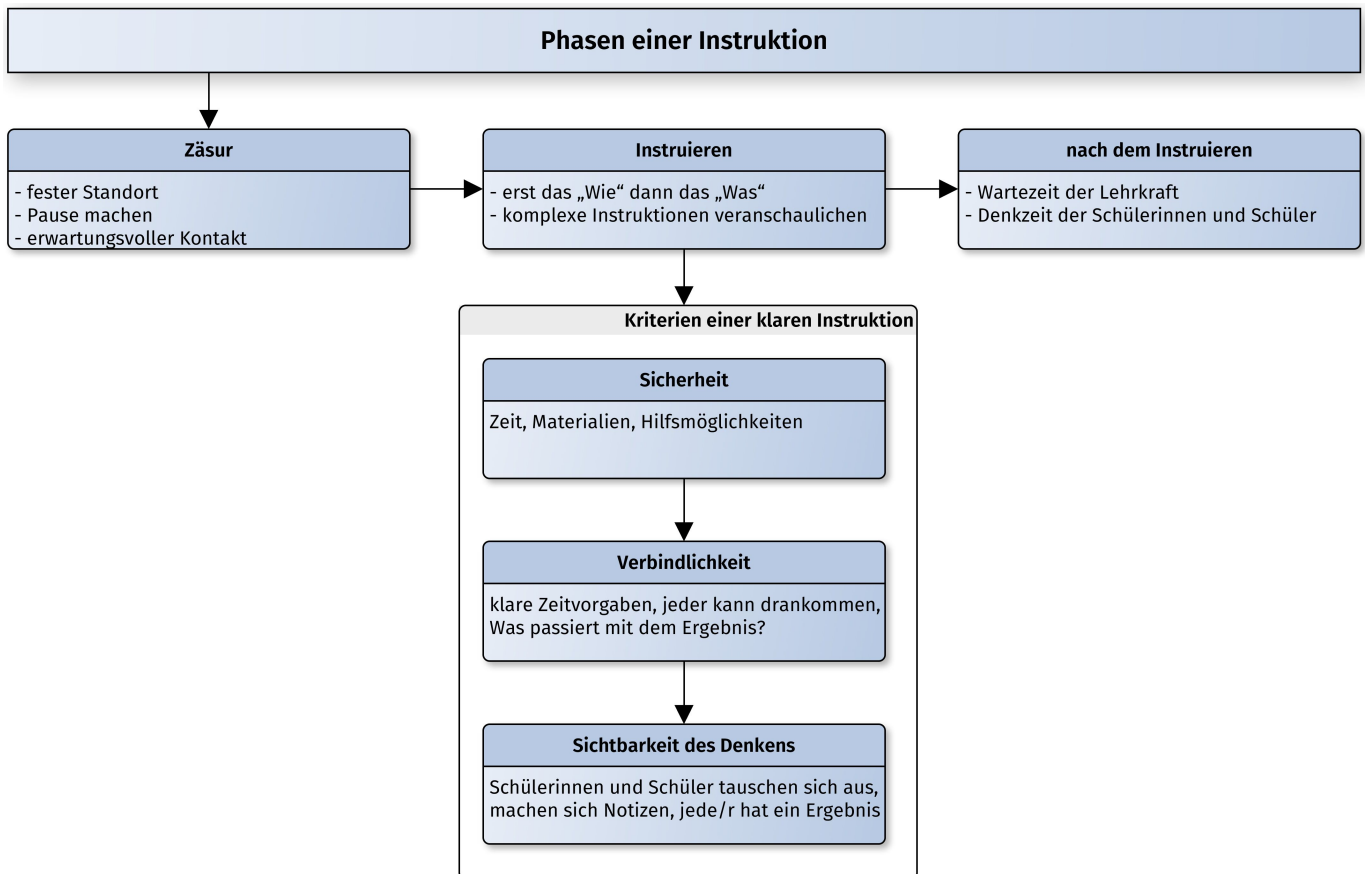 Phasen einer Instruktion
Zäsur
- fester Standort
- Pause machen
- erwartungsvoller Kontakt
Instruieren
- erst das „Wie“ dann das „Was“
- komplexe Instruktionen veranschaulichen
nach dem Instruieren
- Wartezeit der Lehrkraft
- Denkzeit der Schülerinnen und Schüler
Kriterien einer klaren Instruktion
Sicherheit
Zeit, Materialien, Hilfsmöglichkeiten
Verbindlichkeit
klare Zeitvorgaben, jeder kann drankommen,
Was passiert mit dem Ergebnis?
Sichtbarkeit des Denkens
Schülerinnen und Schüler tauschen sich aus,
machen sich Notizen, jede/r hat ein Ergebnis